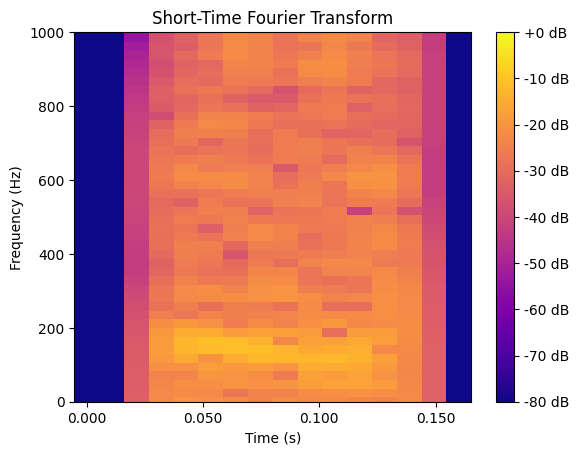 Short-Time Fourier Transform
1000
800
600
400
200
0
Frequency (Hz)
0.000
0.050
0.100
0.150
Time (s)
+0 dB
-10 dB
-20 dB
-30 dB
-40 dB
-50 dB
-60 dB
-70 dB
-80 dB